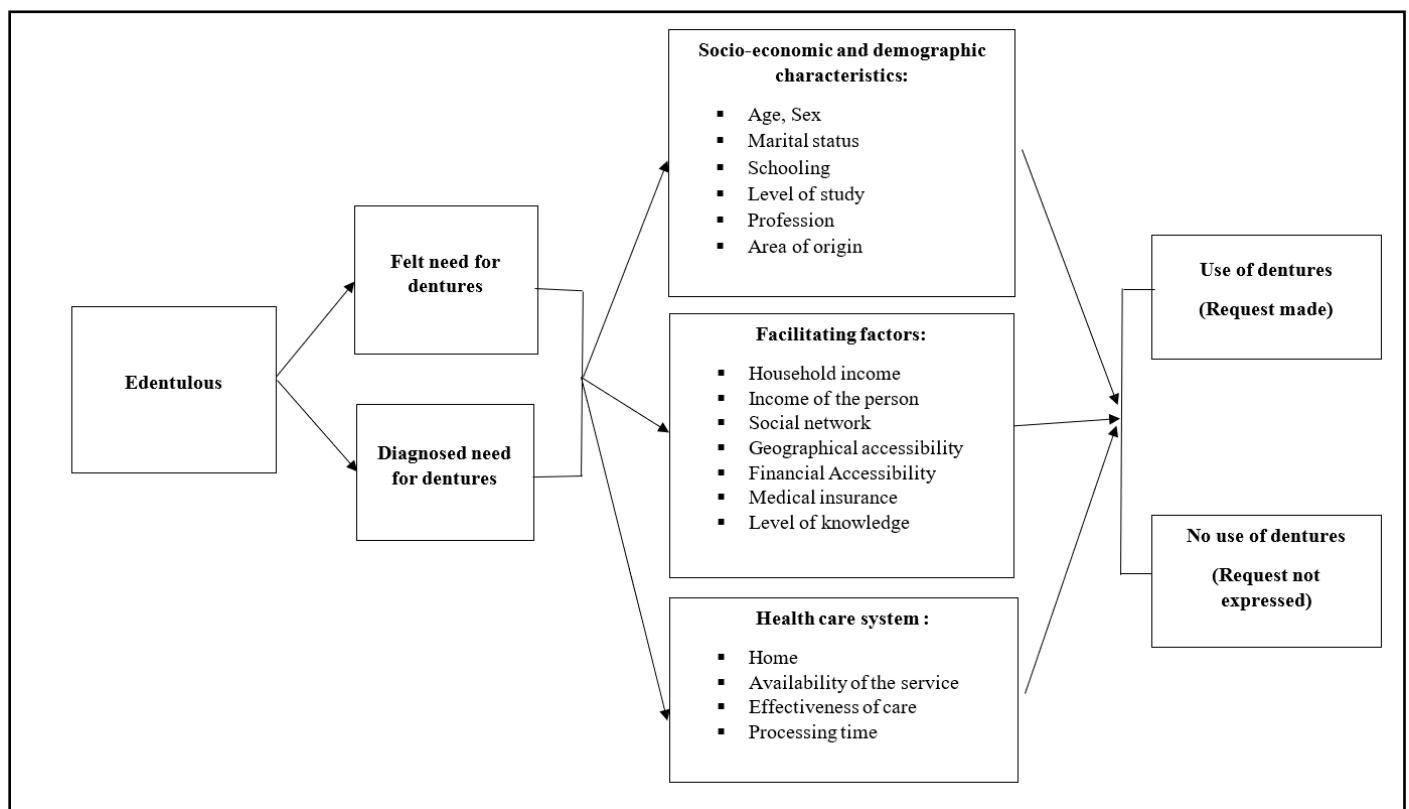 Edentulous
Felt need for
dentures
Diagnosed need
for dentures
Socio-economic and demographic
characteristics:
▪ Age, Sex
▪ Marital status
▪ Schooling
▪ Level of study
▪ Profession
▪ Area of origin
Facilitating factors:
▪ Household income
▪ Income of the person
▪ Social network
▪ Geographical accessibility
▪ Financial Accessibility
▪ Medical insurance
▪ Level of knowledge
Health care system :
▪ Home
▪ Availability of the service
▪ Effectiveness of care
▪ Processing time
Use of dentures
(Request made)
No use of dentures
(Request not
expressed)